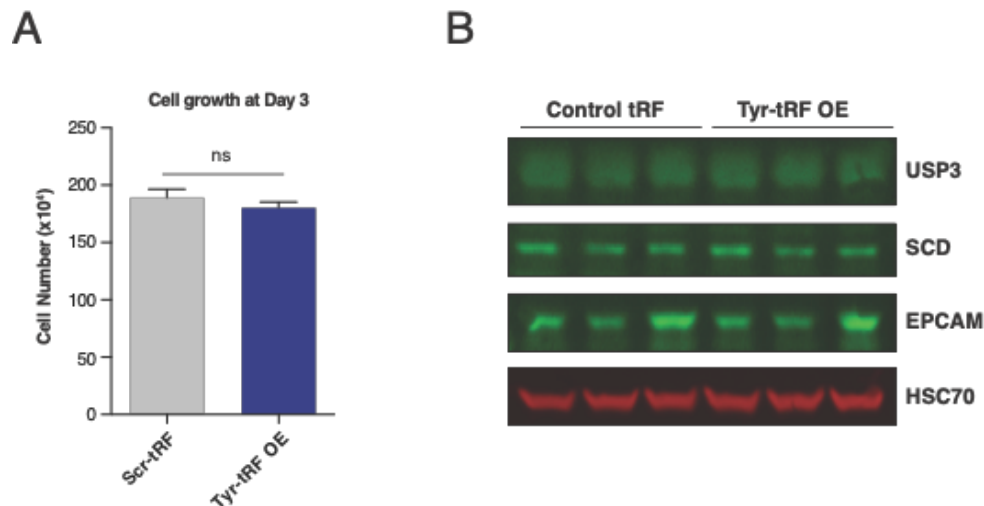 A
Cell growth at Day 3
250
200
150
100
50
0
Cell Number (x10⁴)
ns
Scr-tRF
Tyr-tRF OE
B
Control tRF
Tyr-tRF OE
USP3
SCD
EPCAM
HSC70